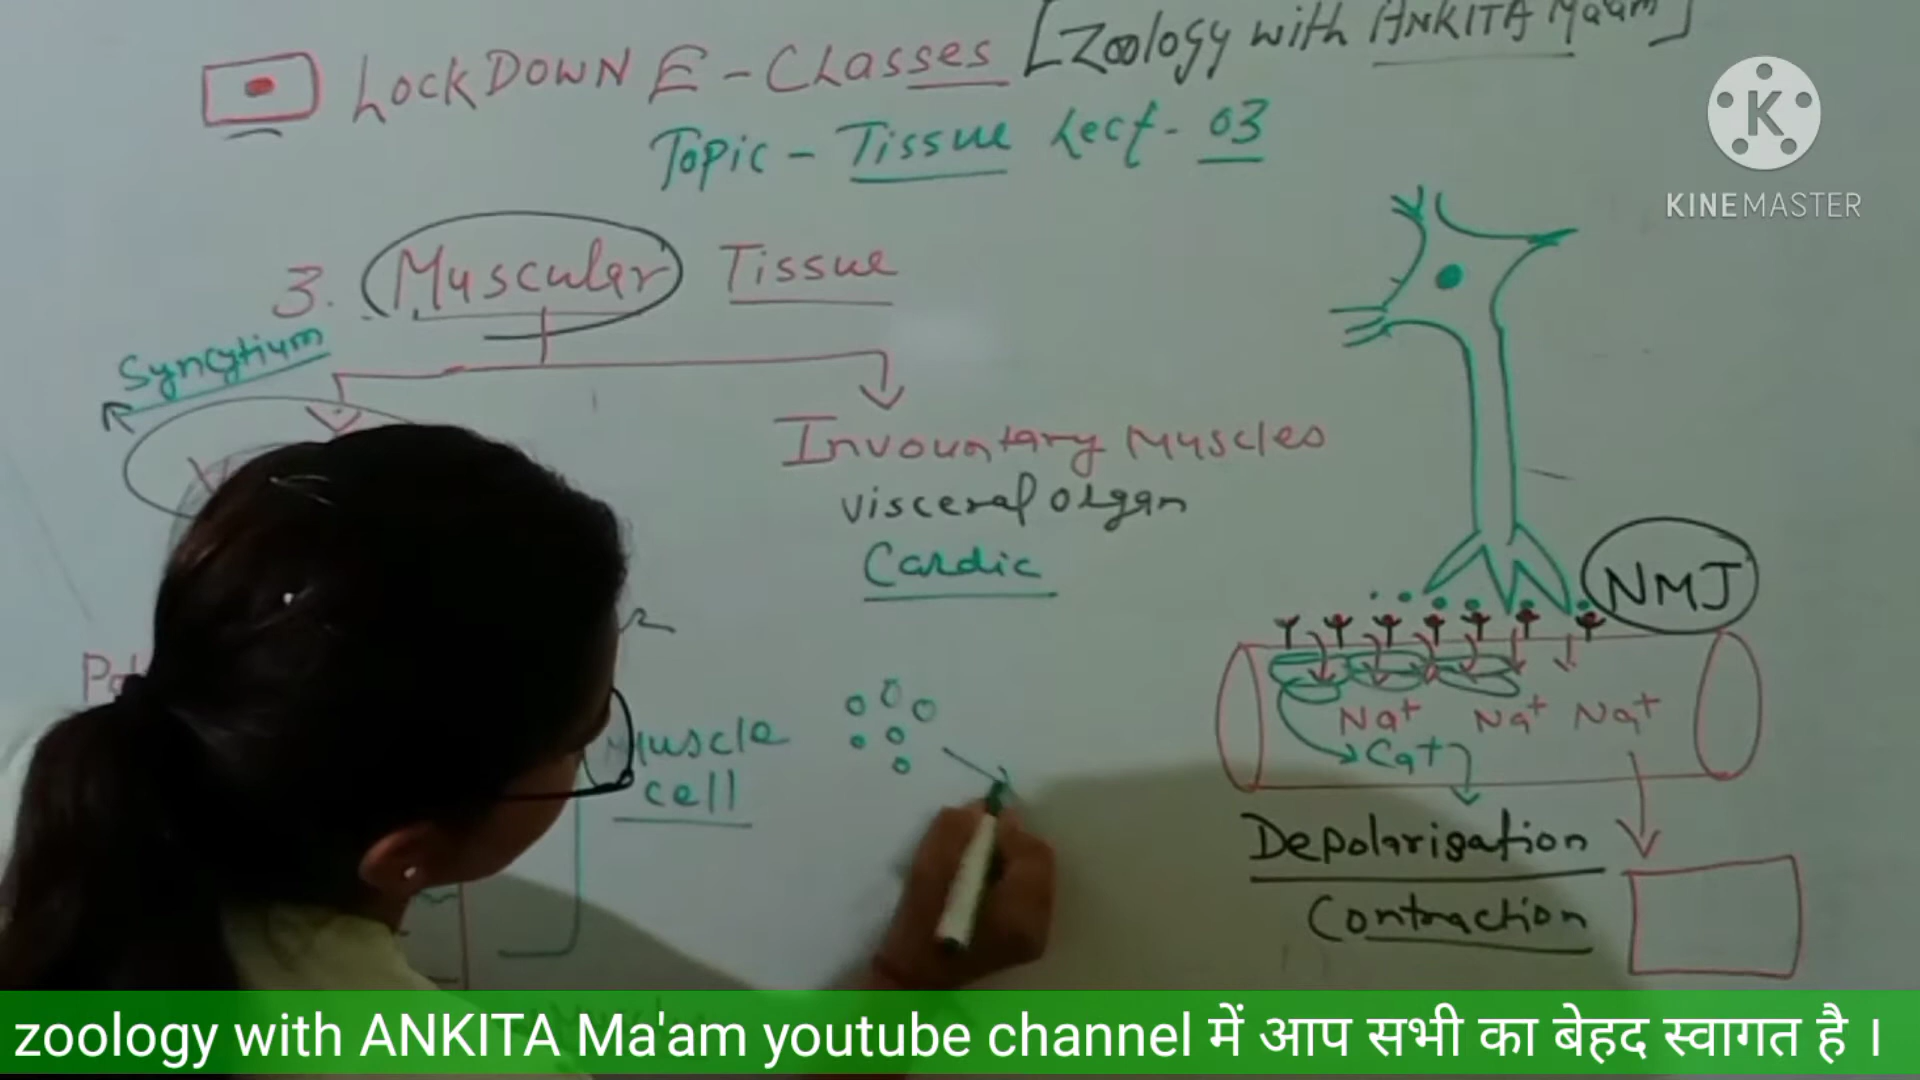 LOCKDOWN E-Classes [Zoology with ANKITA Ma'am]
Topic - Tissue Lect- 03
K
KINEMASTER
3. Muscular Tissue
Syncytium
Invountary Muscles
visceral organ
Cardic
NMJ
Muscle
cell
Na+ Na+ Na+
Ca+
Depolarisation
Contraction
zoology with ANKITA Ma'am youtube channel में आप सभी का बेहद स्वागत है ।